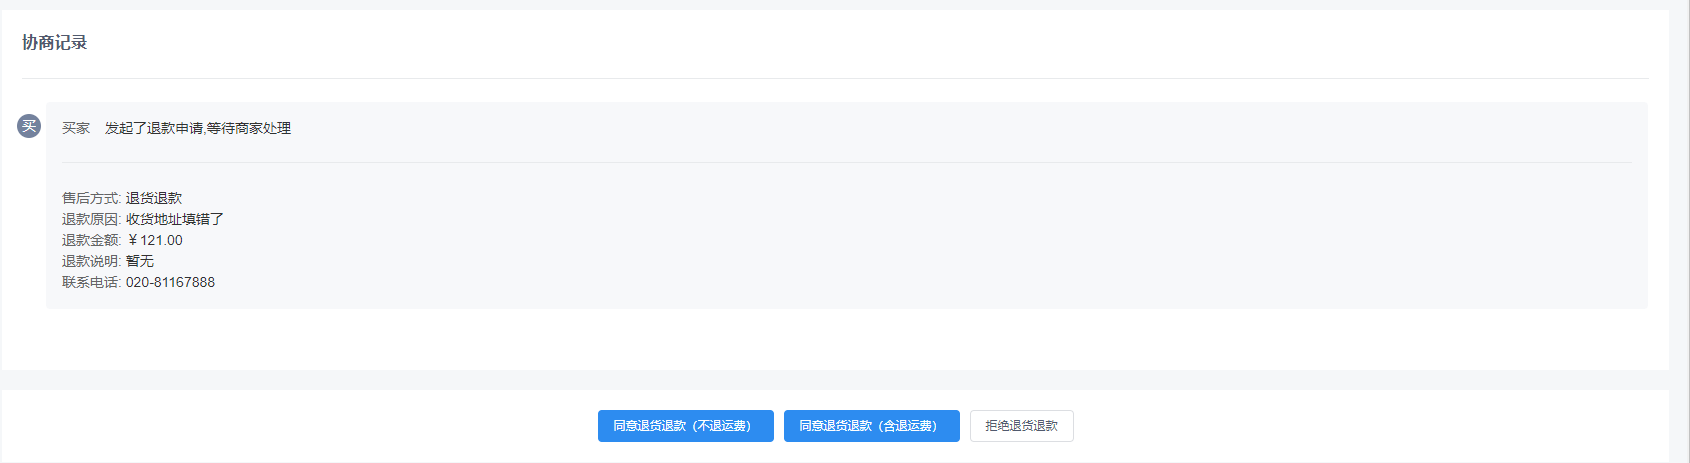 协商记录
买
买家 发起了退款申请,等待商家处理
售后方式: 退货退款
退款原因: 收货地址填错了
退款金额: ￥121.00
退款说明: 暂无
联系电话: 020-81167888
同意退货退款（不退运费） 同意退货退款（含退运费） 拒绝退货退款